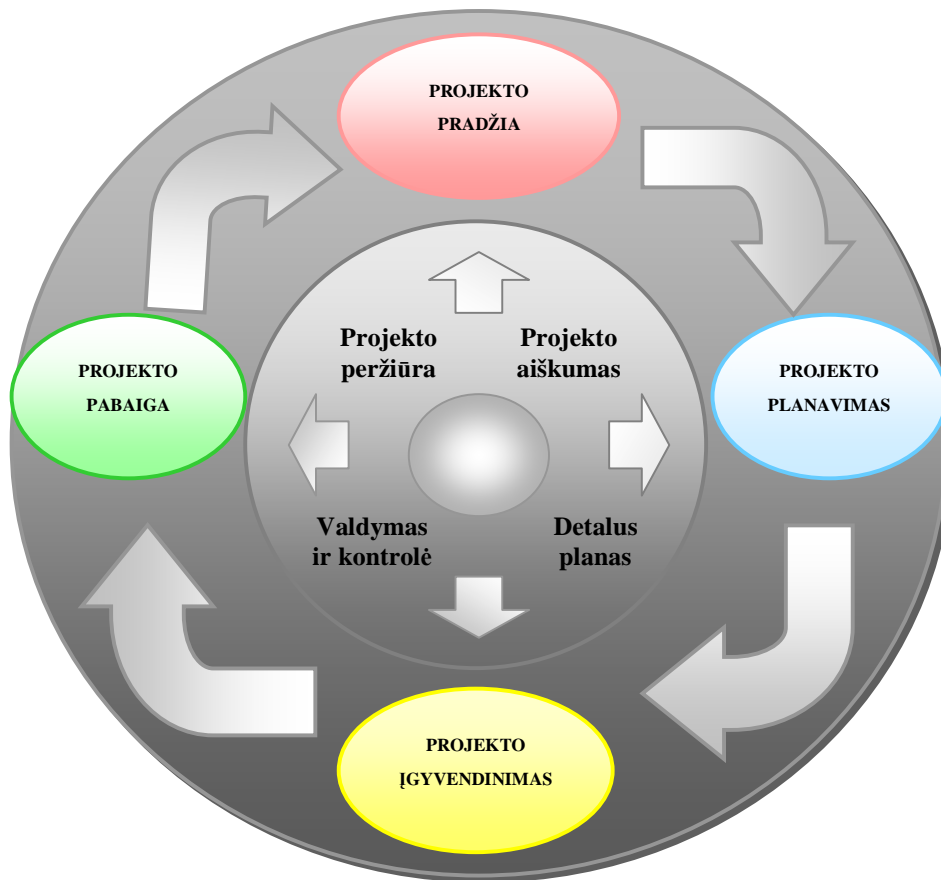 PROJEKTO
PRADŽIA
Projekto
peržiūra
Projekto
aiškumas
PROJEKTO
PABAIGA
PROJEKTO
PLANAVIMAS
Valdymas
ir kontrolė
Detalus
planas
PROJEKTO
ĮGYVENDINIMAS